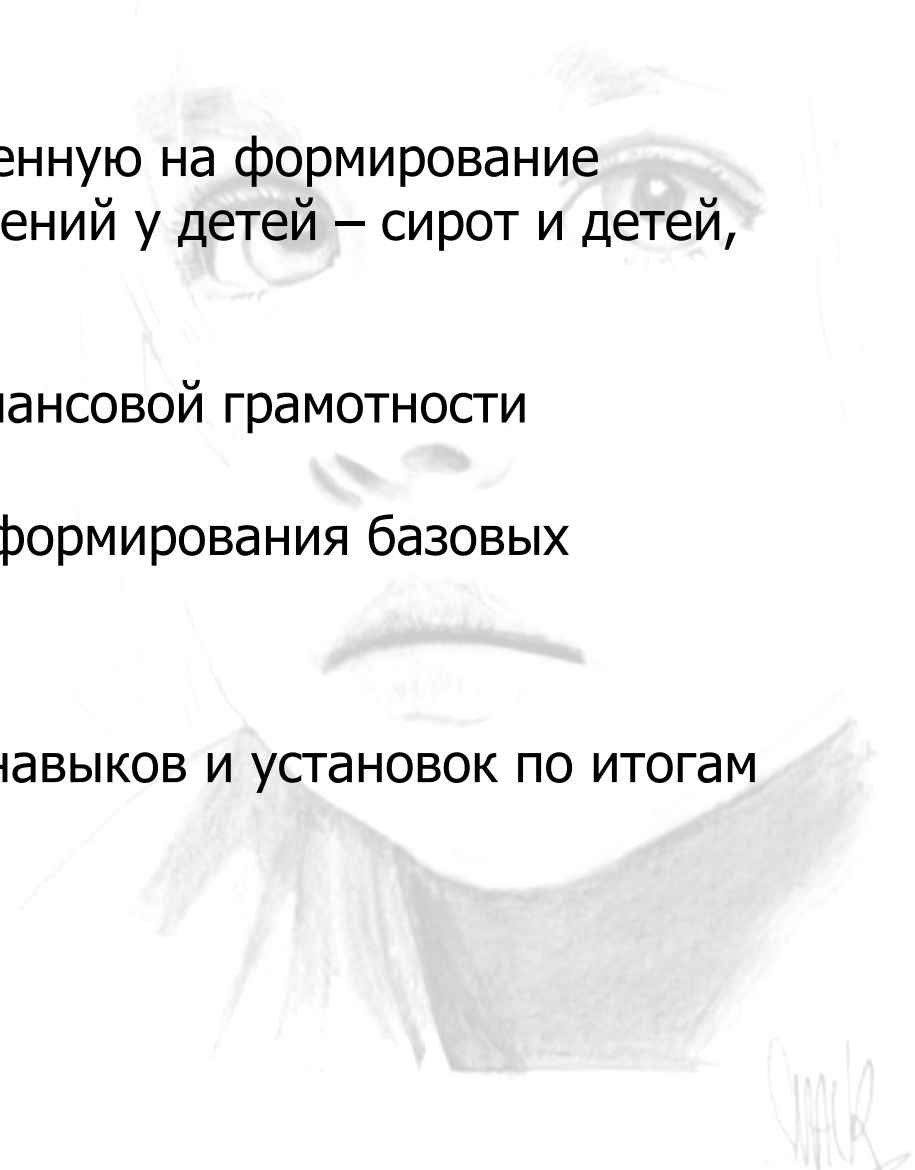 енную на формирование
ений у детей – сирот и детей,
ансовой грамотности
формирования базовых
навыков и установок по итогам